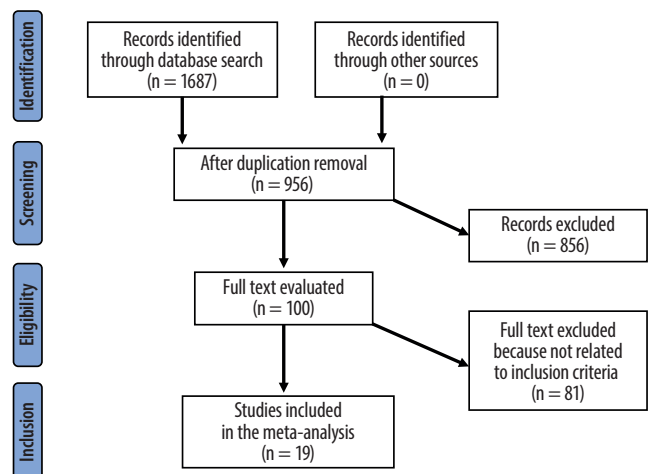 Identification
Records identified
through database search
(n = 1687)
Records identified
through other sources
(n = 0)
Screening
After duplication removal
(n = 956)
Records excluded
(n = 856)
Eligibility
Full text evaluated
(n = 100)
Full text excluded
because not related
to inclusion criteria
(n = 81)
Inclusion
Studies included
in the meta-analysis
(n = 19)